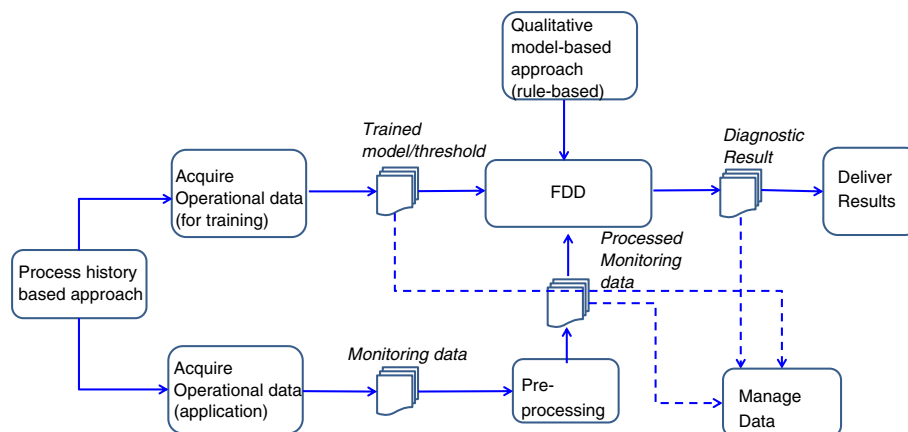 Qualitative
model-based
approach
(rule-based)
Trained
model/threshold
Diagnostic
Result
Acquire
Operational data
(for training)
FDD
Deliver
Results
Processed
Monitoring
data
Process history
based approach
Monitoring data
Acquire
Operational data
(application)
Pre-
processing
Manage
Data